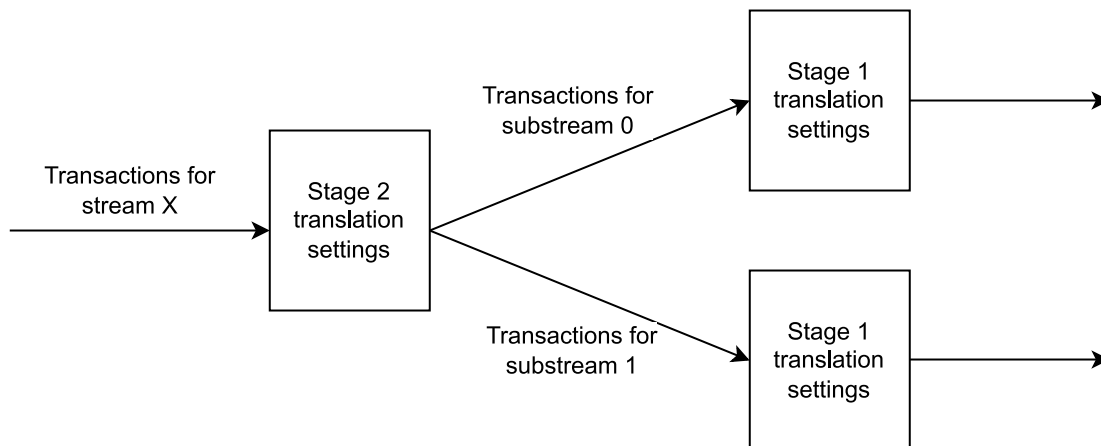 Transactions for
stream X
Stage 2
translation
settings
Transactions for
substream 0
Stage 1
translation
settings
Transactions for
substream 1
Stage 1
translation
settings